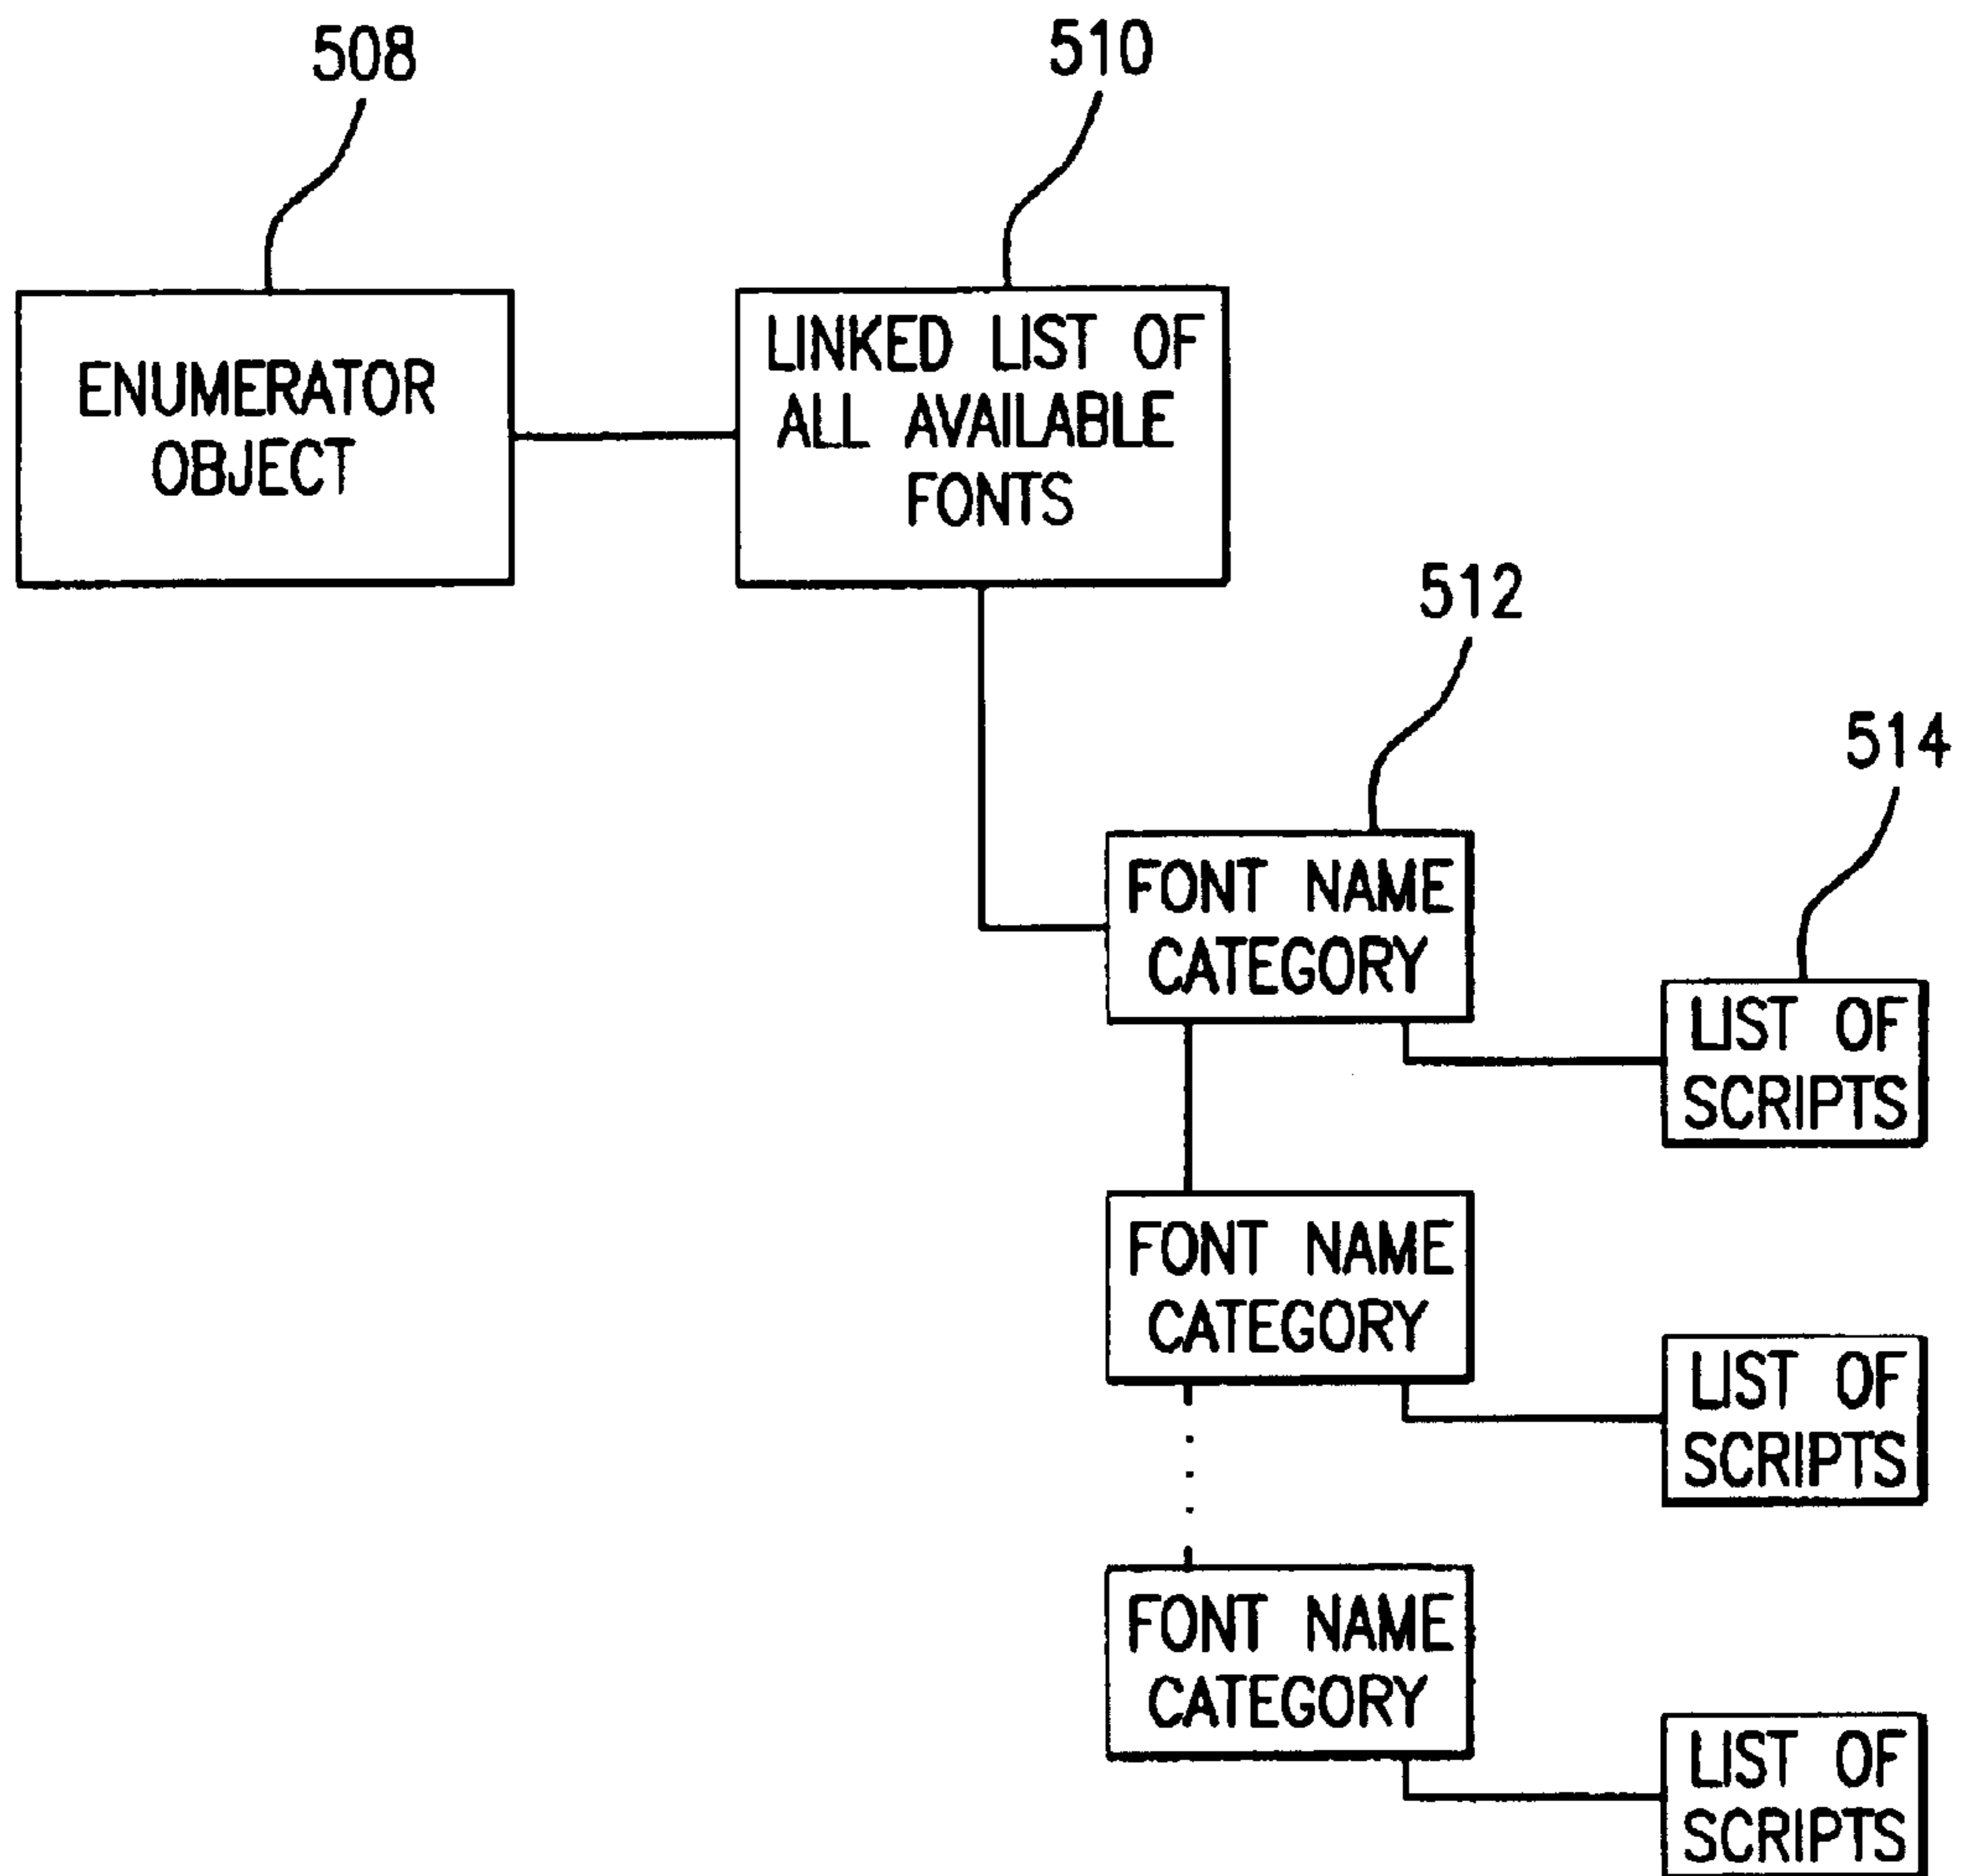 508
510
ENUMERATOR
OBJECT
LINKED LIST OF
ALL AVAILABLE
FONTS
512
514
FONT NAME
CATEGORY
LIST OF
SCRIPTS
FONT NAME
CATEGORY
LIST OF
SCRIPTS
FONT NAME
CATEGORY
LIST OF
SCRIPTS